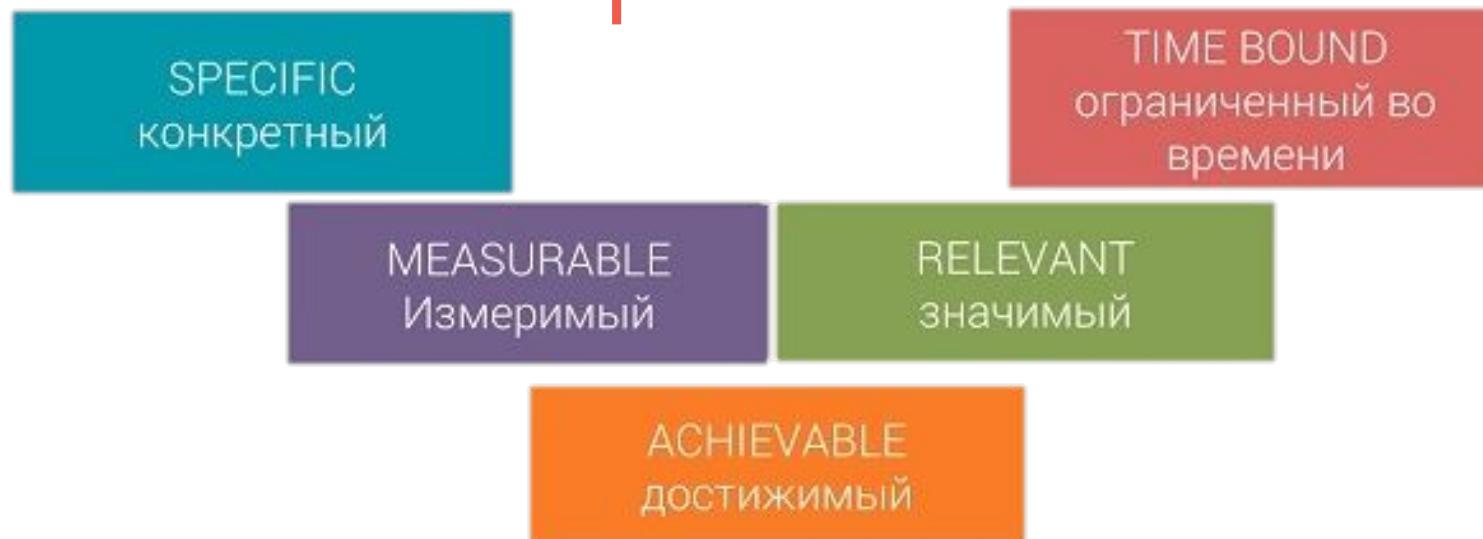 SPECIFIC
конкретный
TIME BOUND
ограниченный во
времени
MEASURABLE
Измеримый
RELEVANT
значимый
ACHIEVABLE
достижимый